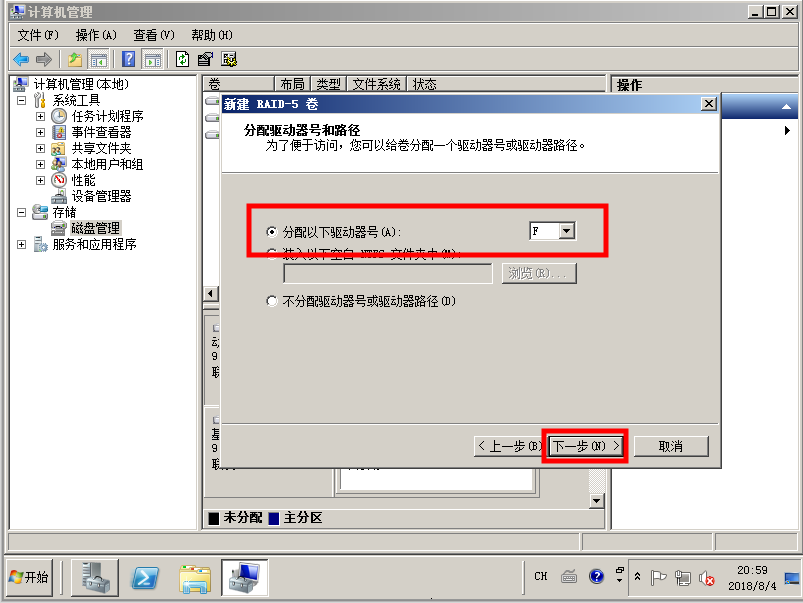 计算机管理
文件(F) 操作(A) 查看(V) 帮助(H)
计算机管理(本地)
系统工具
任务计划程序
事件查看器
共享文件夹
本地用户和组
性能
设备管理器
存储
磁盘管理
服务和应用程序
卷 布局 类型 文件系统 状态
操作
新建 RAID-5 卷
分配驱动器号和路径
为了便于访问，您可以给卷分配一个驱动器号或驱动器路径。
分配以下驱动器号(A): F
装入以下空白 NTFS 文件夹中(M):
浏览(R)...
不分配驱动器号或驱动器路径(D)
< 上一步(B) 下一步(N) > 取消
动
9
联
基
9
未分配 主分区
开始
CH
20:59
2018/8/4